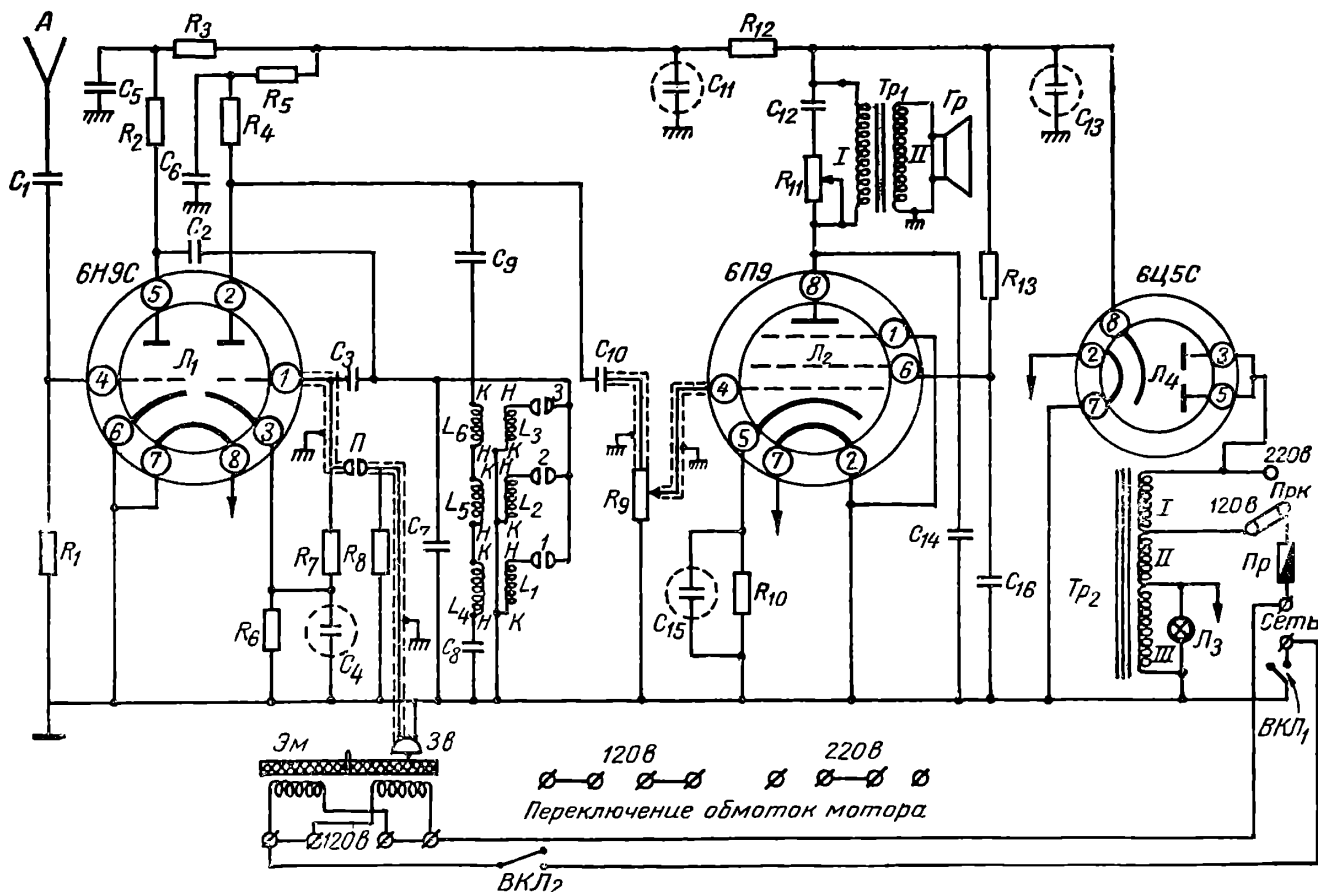 A
R3
R12
C5
R2
R5
R4
C6
C11
C12
Тр1
Гр
C13
C1
I
II
R11
C2
C9
6Н9С
6П9
R13
6Ц5С
5
2
8
8
4
Л1
1
C3
C10
4
Л2
1
6
2
Л4
3
7
5
6
3
7
8
П
К
Н
3
L6
L3
Н
К
К
Н
2
L5
L2
Н
К
К
Н
1
L4
L1
Н
К
R9
5
7
2
220в
Прк
120в
I
II
III
Пр
Тр2
Сеть
Л3
R1
R7
R8
C7
R6
C4
C8
C15
R10
C14
C16
ВКЛ1
Эм
Зв
120в
220в
Переключение обмоток мотора
120в
ВКЛ2